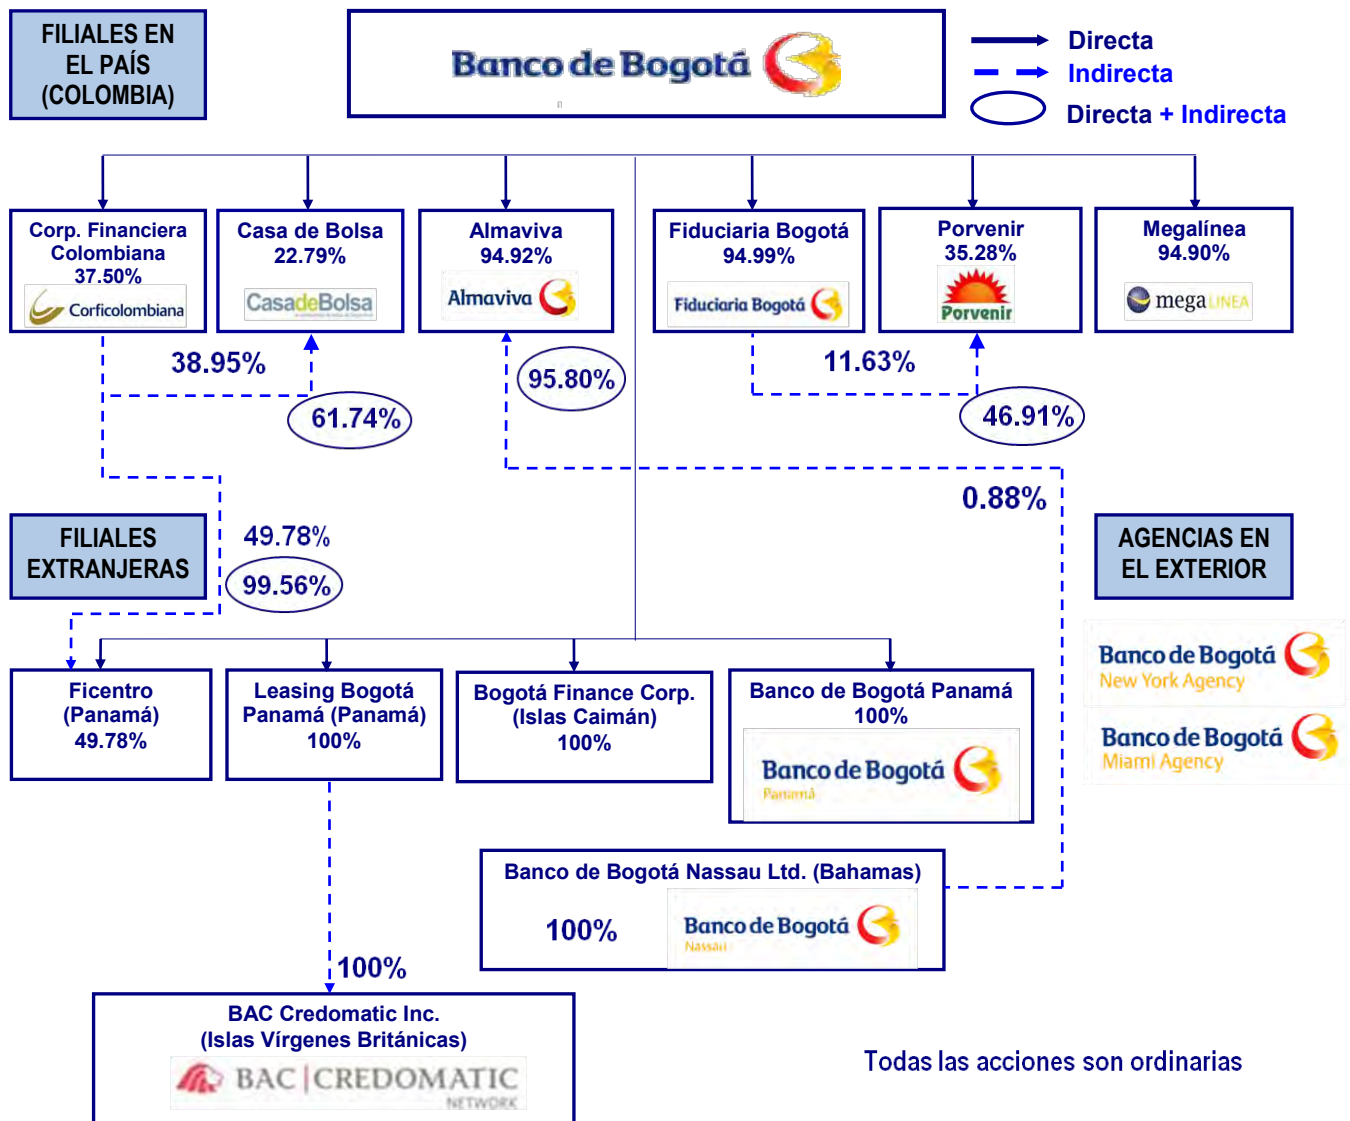 FILIALES EN
EL PAÍS
(COLOMBIA)
Banco de Bogotá
Directa
Indirecta
Directa + Indirecta
Corp. Financiera
Colombiana
37.50%
Corficolombiana
Casa de Bolsa
22.79%
CasadeBolsa
Almaviva
94.92%
Almaviva
Fiduciaria Bogotá
94.99%
Fiduciaria Bogotá
Porvenir
35.28%
Porvenir
Megalínea
94.90%
megaLINEA
38.95%
61.74%
95.80%
11.63%
46.91%
0.88%
FILIALES
EXTRANJERAS
49.78%
99.56%
AGENCIAS EN
EL EXTERIOR
Banco de Bogotá
New York Agency
Banco de Bogotá
Miami Agency
Ficentro
(Panamá)
49.78%
Leasing Bogotá
Panamá (Panamá)
100%
Bogotá Finance Corp.
(Islas Caimán)
100%
Banco de Bogotá Panamá
100%
Banco de Bogotá
Panamá
Banco de Bogotá Nassau Ltd. (Bahamas)
100%
Banco de Bogotá
Nassau
100%
BAC Credomatic Inc.
(Islas Vírgenes Británicas)
BAC | CREDOMATIC
NETWORK
Todas las acciones son ordinarias